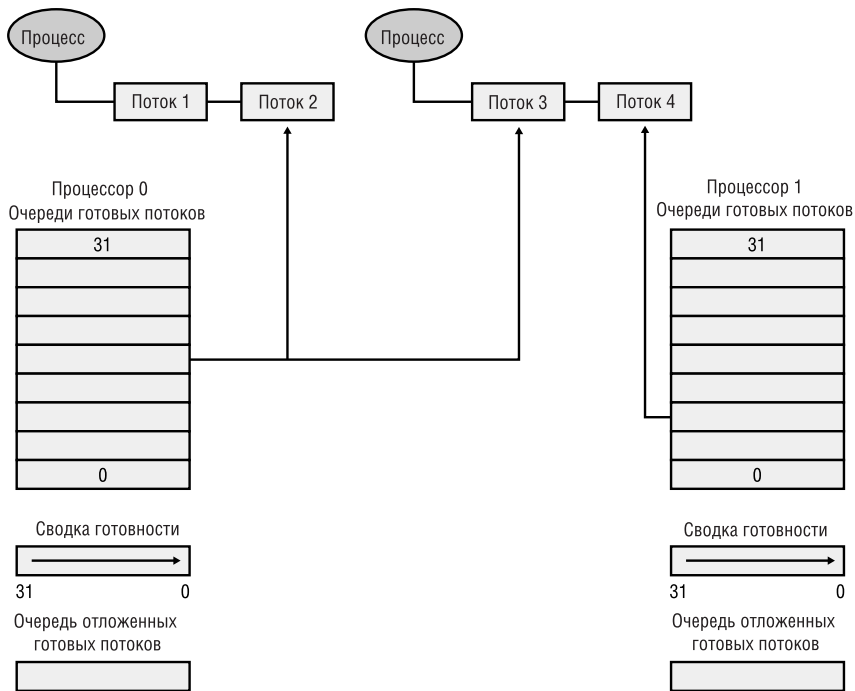 Процесс
Процесс
Поток 1
Поток 2
Поток 3
Поток 4
Процессор 0
Очереди готовых потоков
31
0
Процессор 1
Очереди готовых потоков
31
0
Сводка готовности
31
0
Очередь отложенных
готовых потоков
Сводка готовности
31
0
Очередь отложенных
готовых потоков